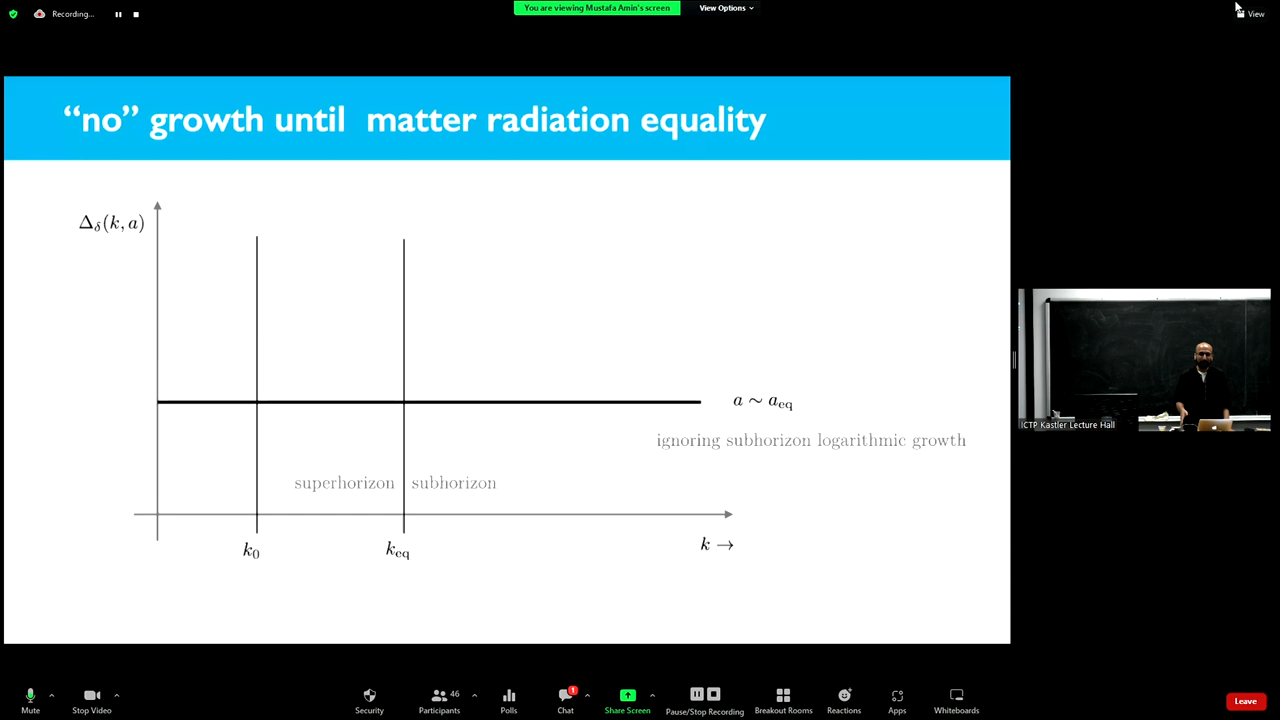 Recording...
You are viewing Mustafa Amin's screen
View Options
View
“no” growth until matter radiation equality
Δδ(k, a)
a ∼ aeq
ignoring subhorizon logarithmic growth
superhorizon
subhorizon
k0
keq
k →
ICTP Kastler Lecture Hall
Mute
Stop Video
Security
Participants
46
Polls
Chat
1
Share Screen
Pause/Stop Recording
Breakout Rooms
Reactions
Apps
Whiteboards
Leave